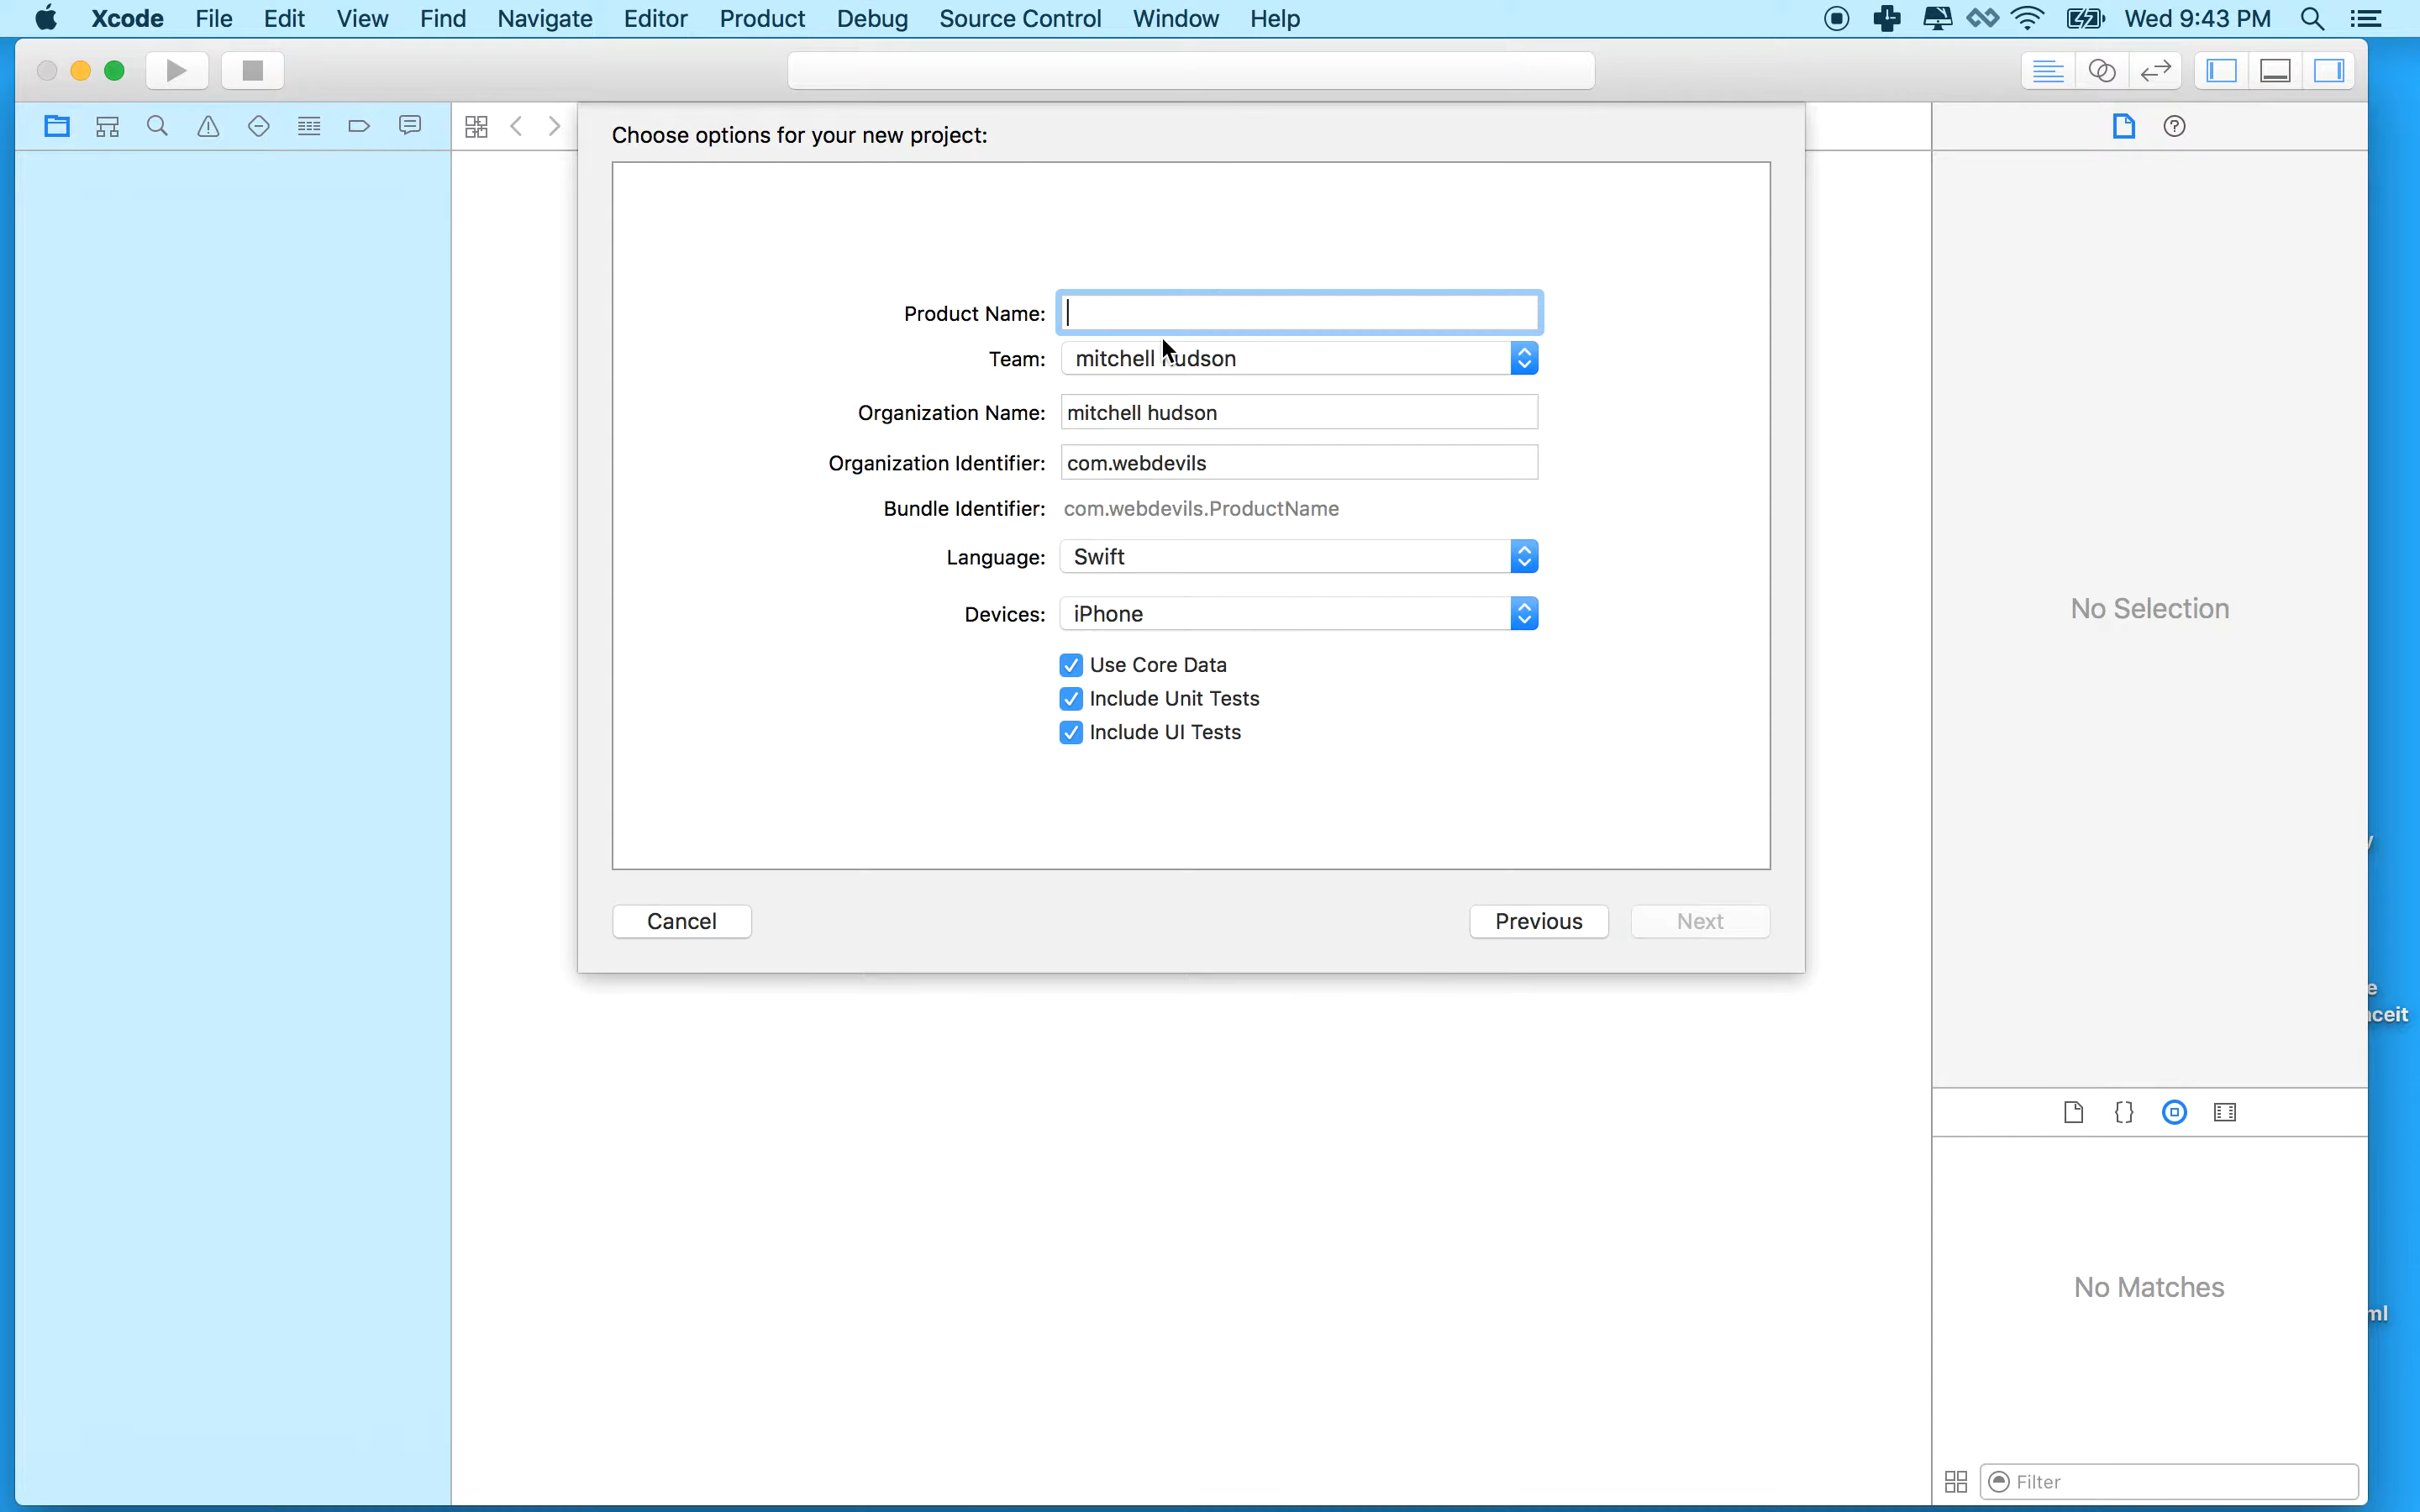 Xcode File Edit View Find Navigate Editor Product Debug Source Control Window Help Wed 9:43 PM
Choose options for your new project:
Product Name:
Team: mitchell hudson
Organization Name: mitchell hudson
Organization Identifier: com.webdevils
Bundle Identifier: com.webdevils.ProductName
Language: Swift
Devices: iPhone
Use Core Data
Include Unit Tests
Include UI Tests
Cancel Previous Next
No Selection
No Matches
Filter